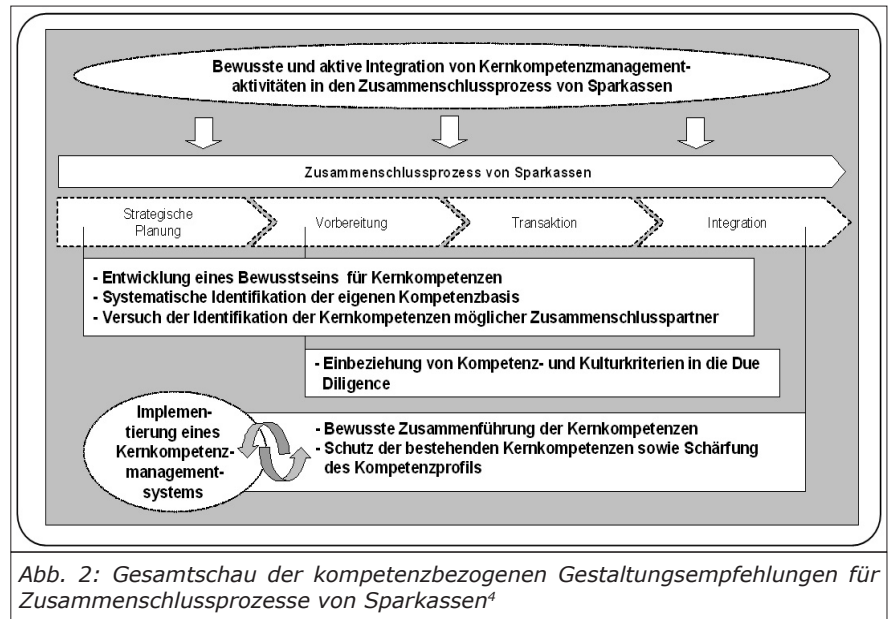 Bewusste und aktive Integration von Kernkompetenzmanagement-
aktivitäten in den Zusammenschlussprozess von Sparkassen
Zusammenschlussprozess von Sparkassen
Strategische
Planung
Vorbereitung
Transaktion
Integration
- Entwicklung eines Bewusstseins für Kernkompetenzen
- Systematische Identifikation der eigenen Kompetenzbasis
- Versuch der Identifikation der Kernkompetenzen möglicher Zusammenschlusspartner
- Einbeziehung von Kompetenz- und Kulturkriterien in die Due
Diligence
Implemen-
tierung eines
Kernkompetenz-
management-
systems
- Bewusste Zusammenführung der Kernkompetenzen
- Schutz der bestehenden Kernkompetenzen sowie Schärfung
des Kompetenzprofils
Abb. 2: Gesamtschau der kompetenzbezogenen Gestaltungsempfehlungen für
Zusammenschlussprozesse von Sparkassen⁴